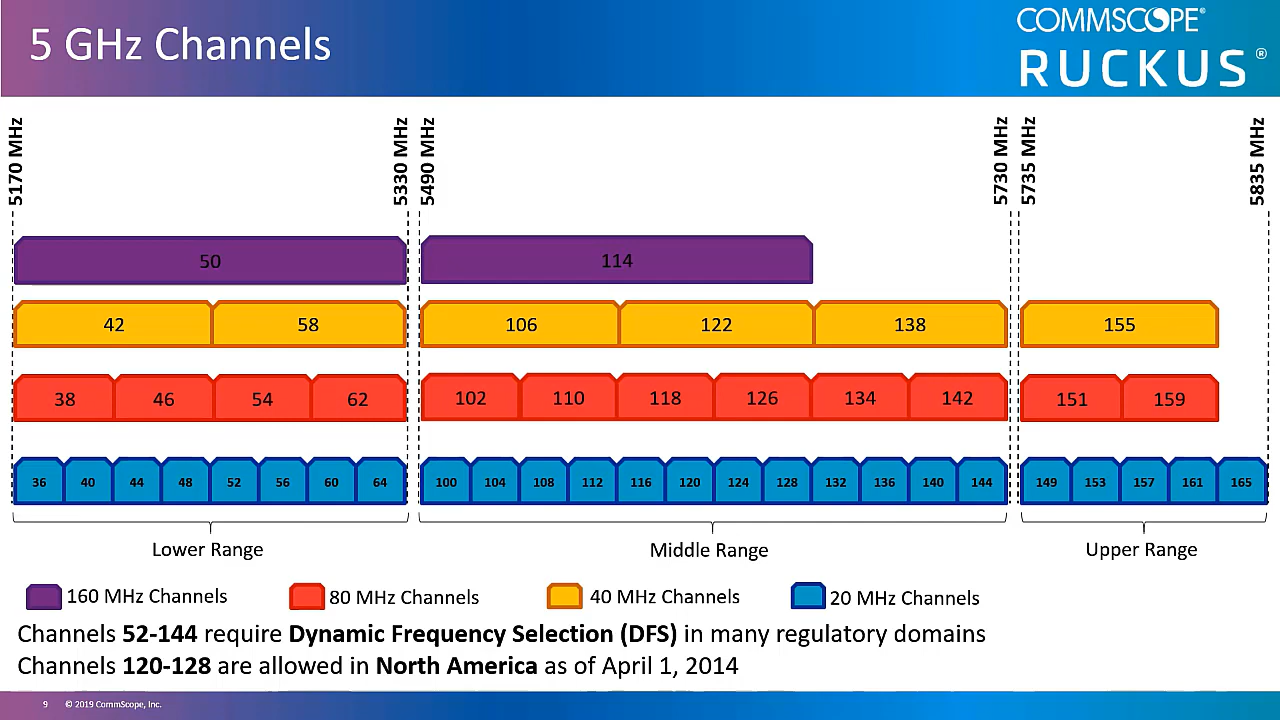 5 GHz Channels
COMMSCOPE®
RUCKUS®
5170 MHz
5330 MHz
5490 MHz
5730 MHz
5735 MHz
5835 MHz
50 114
42 58 106 122 138 155
38 46 54 62 102 110 118 126 134 142 151 159
36 40 44 48 52 56 60 64 100 104 108 112 116 120 124 128 132 136 140 144 149 153 157 161 165
Lower Range Middle Range Upper Range
160 MHz Channels 80 MHz Channels 40 MHz Channels 20 MHz Channels
Channels 52-144 require Dynamic Frequency Selection (DFS) in many regulatory domains
Channels 120-128 are allowed in North America as of April 1, 2014
9 © 2019 CommScope, Inc.